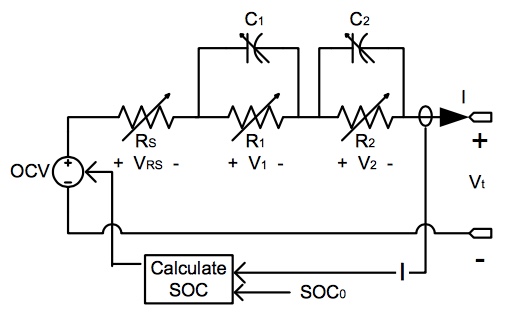 C1
C2
I
RS
R1
R2
+ VRS -
+ V1 -
+ V2 -
+
OCV
+
-
Vt
-
Calculate
SOC
I
SOC0